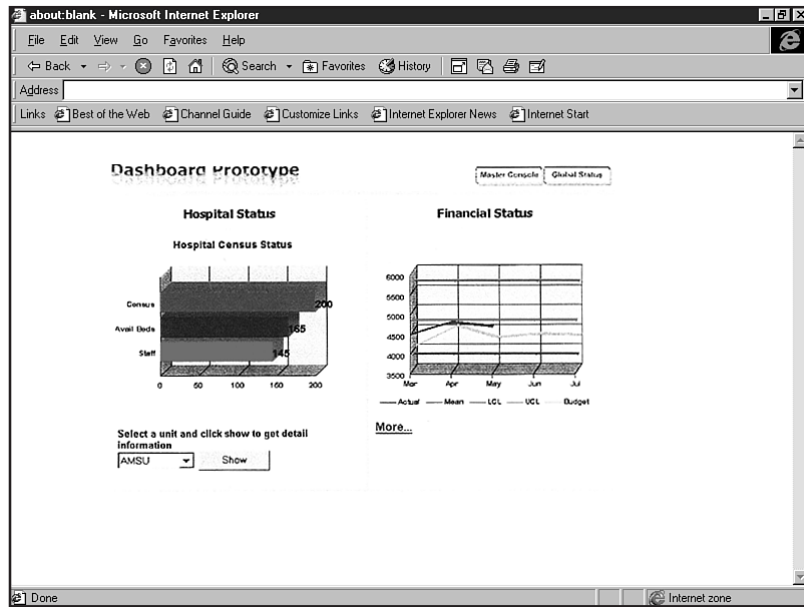 about:blank - Microsoft Internet Explorer
File Edit View Go Favorites Help
Back Search Favorites History
Address
Links Best of the Web Channel Guide Customize Links Internet Explorer News Internet Start
Dashboard Prototype
Master Console Global Status
Hospital Status
Hospital Census Status
Census 200
Avail Beds 165
Staff 145
0 50 100 150 200
Select a unit and click show to get detail
information
AMSU Show
Financial Status
6000
5500
5000
4500
4000
3500
Mar Apr May Jun Jul
Actual Mean LCL UCL Budget
More...
Done Internet zone